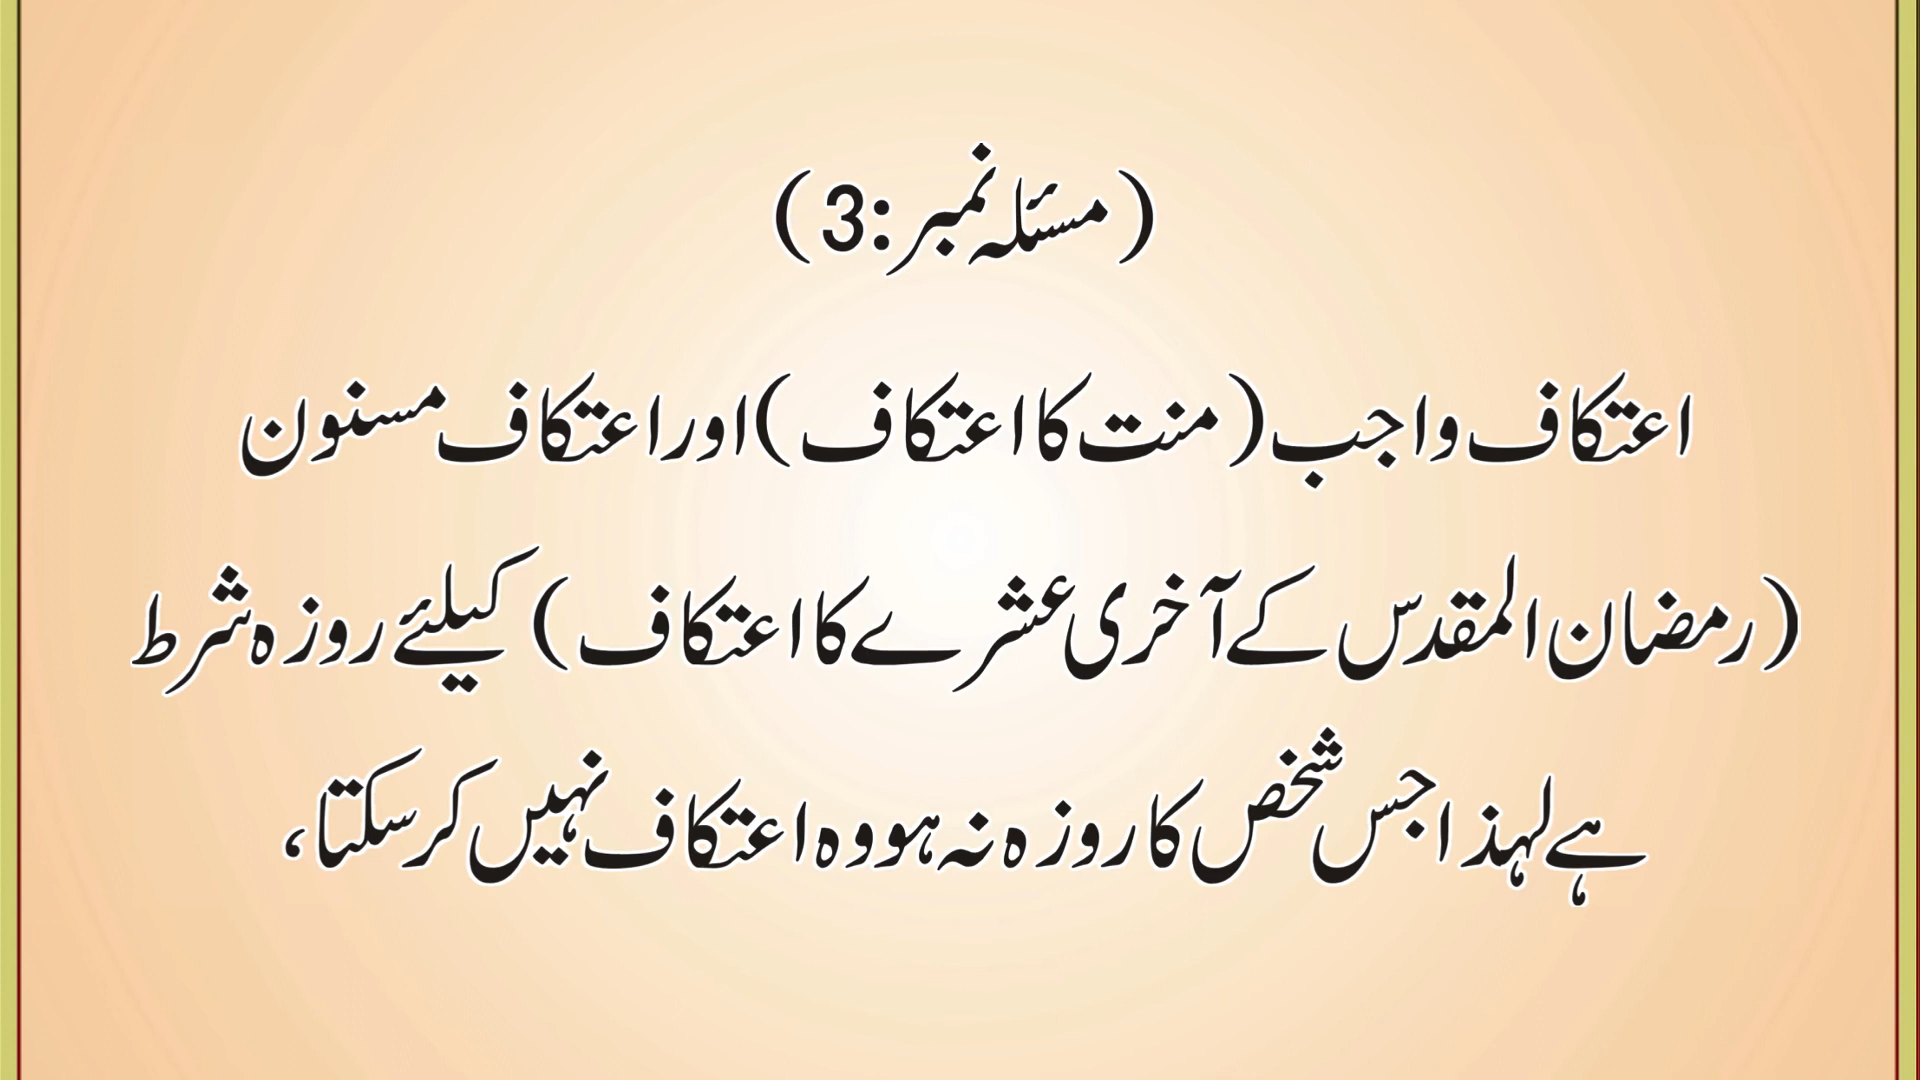 (مسئلہ نمبر:3)
اعتکاف واجب(منت کا اعتکاف)اور اعتکاف مسنون
(رمضان المقدس کے آخری عشرے کا اعتکاف)کیلئے روزہ شرط
ہے لہذا جس شخص کا روزہ نہ ہو وہ اعتکاف نہیں کر سکتا،